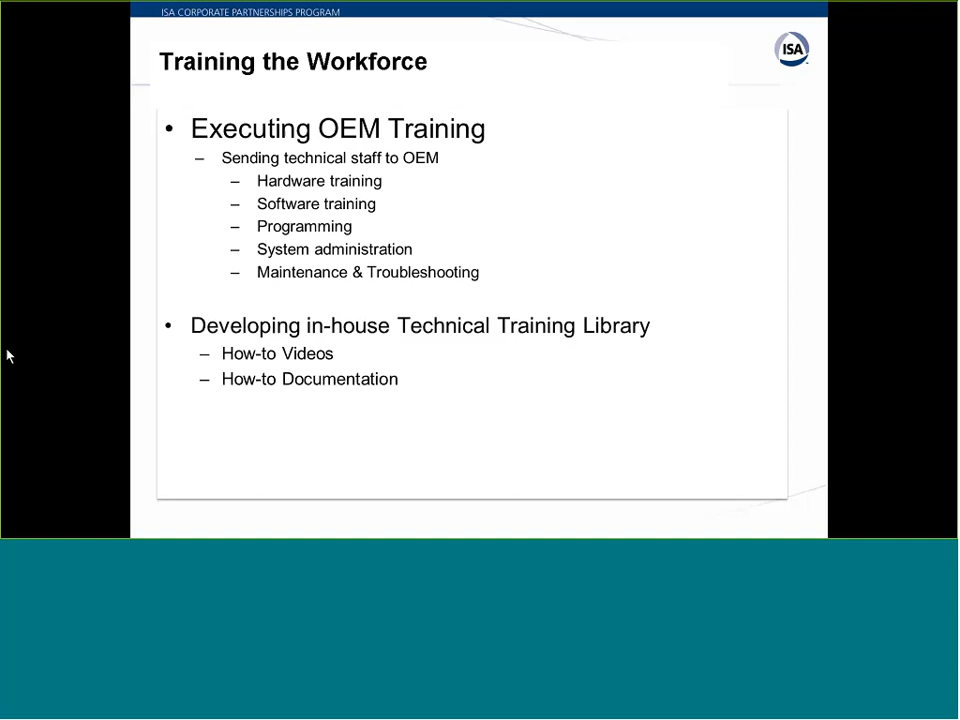 ISA CORPORATE PARTNERSHIPS PROGRAM
Training the Workforce
ISA
• Executing OEM Training
– Sending technical staff to OEM
– Hardware training
– Software training
– Programming
– System administration
– Maintenance & Troubleshooting
• Developing in-house Technical Training Library
– How-to Videos
– How-to Documentation